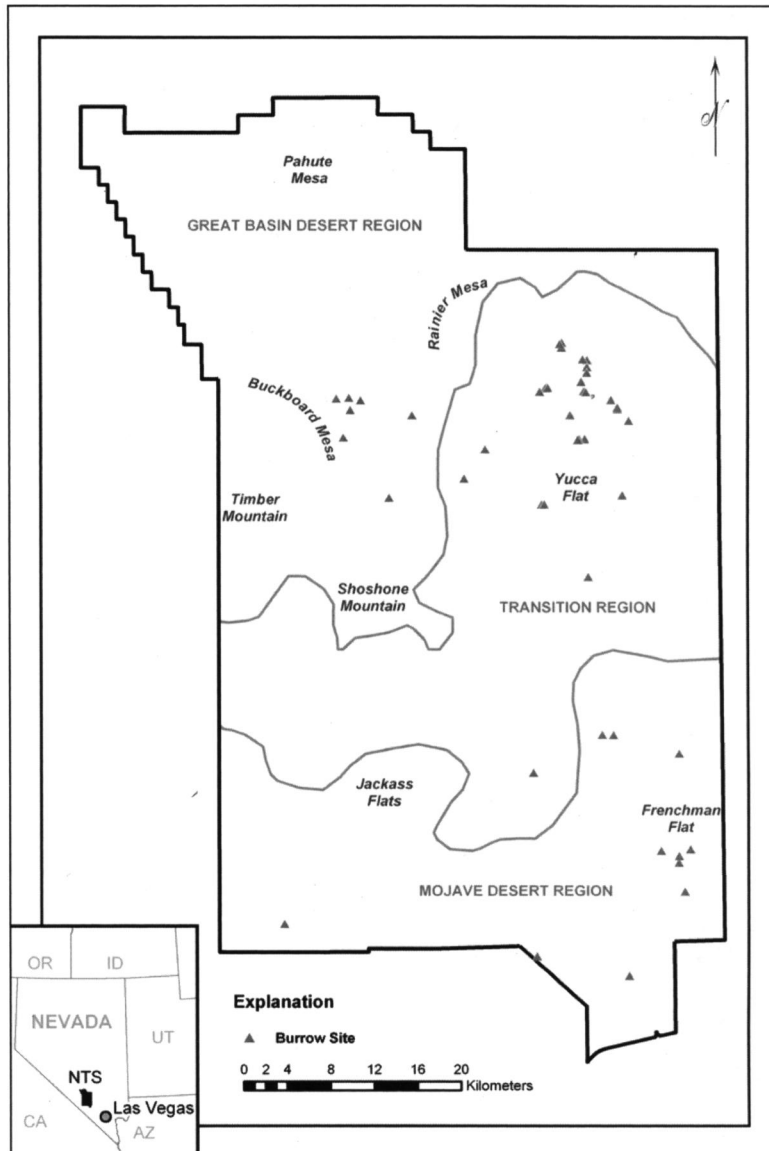 N
Pahute
Mesa
GREAT BASIN DESERT REGION
Rainier Mesa
Buckboard Mesa
Timber
Mountain
Yucca
Flat
Shoshone
Mountain
TRANSITION REGION
Jackass
Flats
Frenchman
Flat
MOJAVE DESERT REGION
OR
ID
NEVADA
UT
NTS
Las Vegas
CA
AZ
Explanation
Burrow Site
0 2 4 8 12 16 20
Kilometers